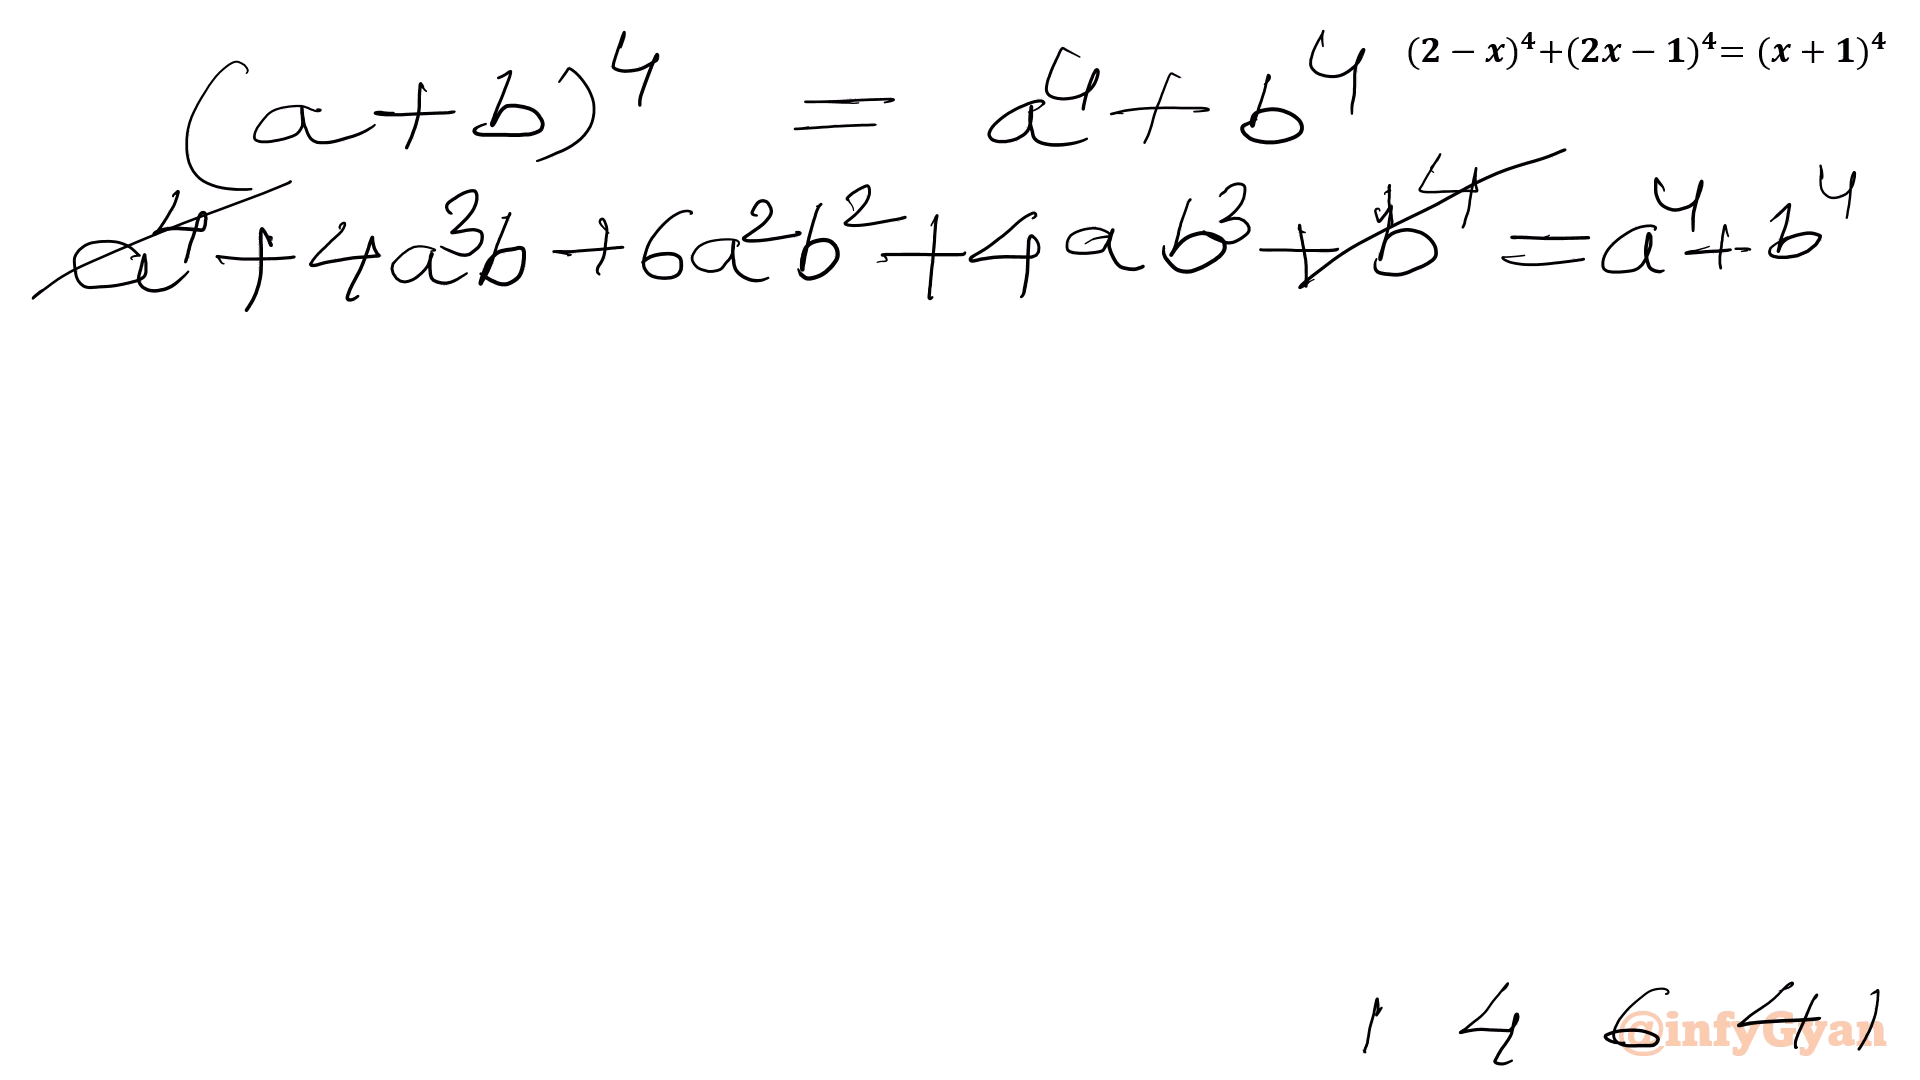 (2 − x)⁴+(2x − 1)⁴= (x + 1)⁴
(a+b)⁴ = a⁴+b⁴
a⁴+4a³b+6a²b²+4ab³+b⁴=a⁴+b⁴
1 4 6 4 1
@infyGyan